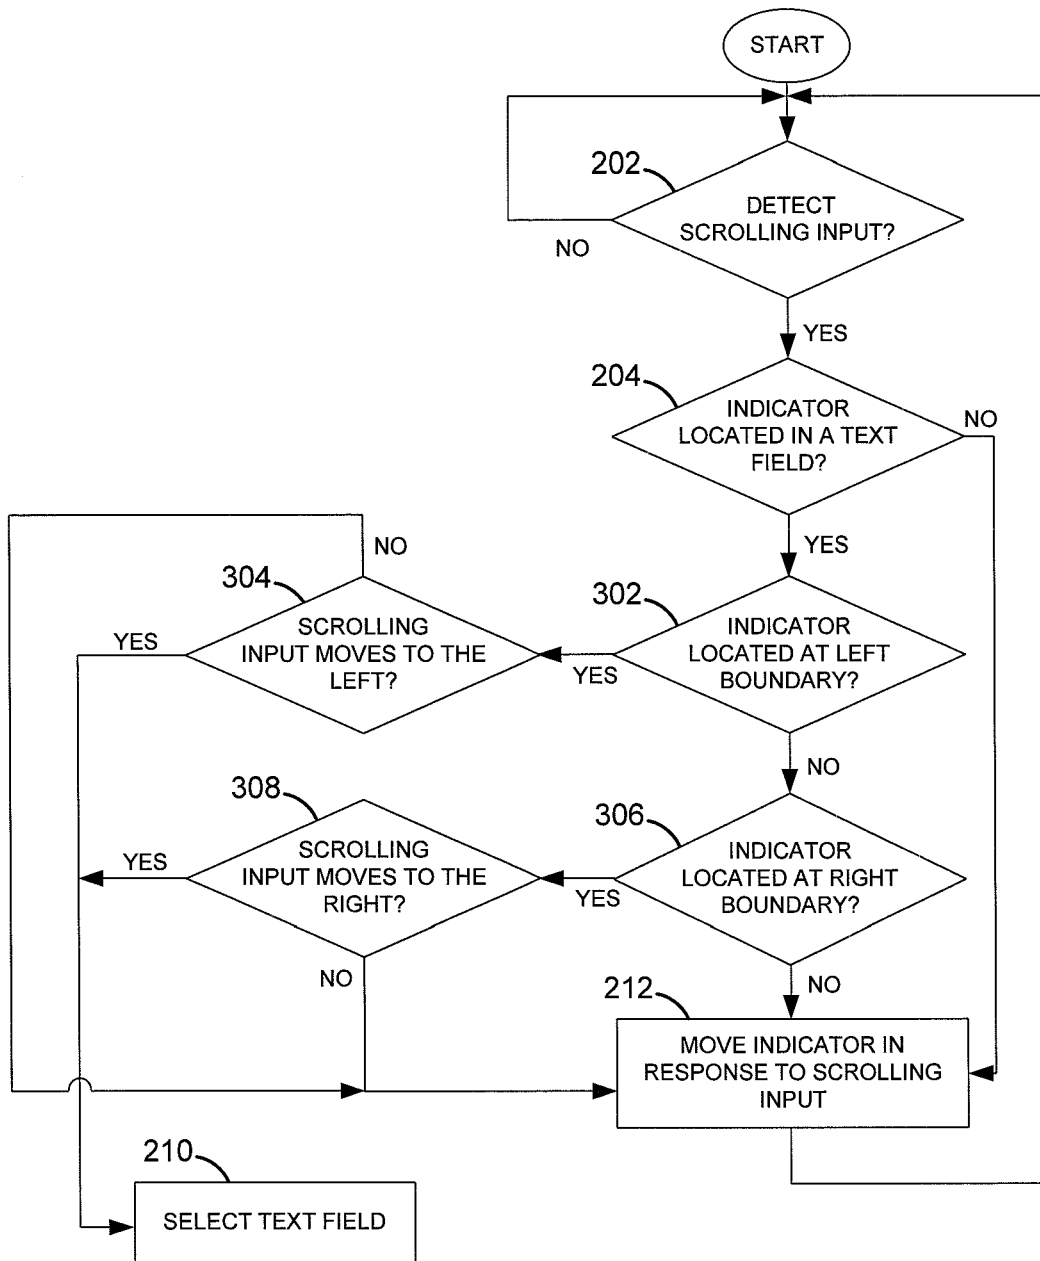 START
202
DETECT
SCROLLING INPUT?
NO
YES
204
INDICATOR
LOCATED IN A TEXT
FIELD?
NO
YES
NO
304
SCROLLING
INPUT MOVES TO THE
LEFT?
YES
302
INDICATOR
LOCATED AT LEFT
BOUNDARY?
YES
NO
308
SCROLLING
INPUT MOVES TO THE
RIGHT?
YES
NO
306
INDICATOR
LOCATED AT RIGHT
BOUNDARY?
YES
NO
212
MOVE INDICATOR IN
RESPONSE TO SCROLLING
INPUT
210
SELECT TEXT FIELD